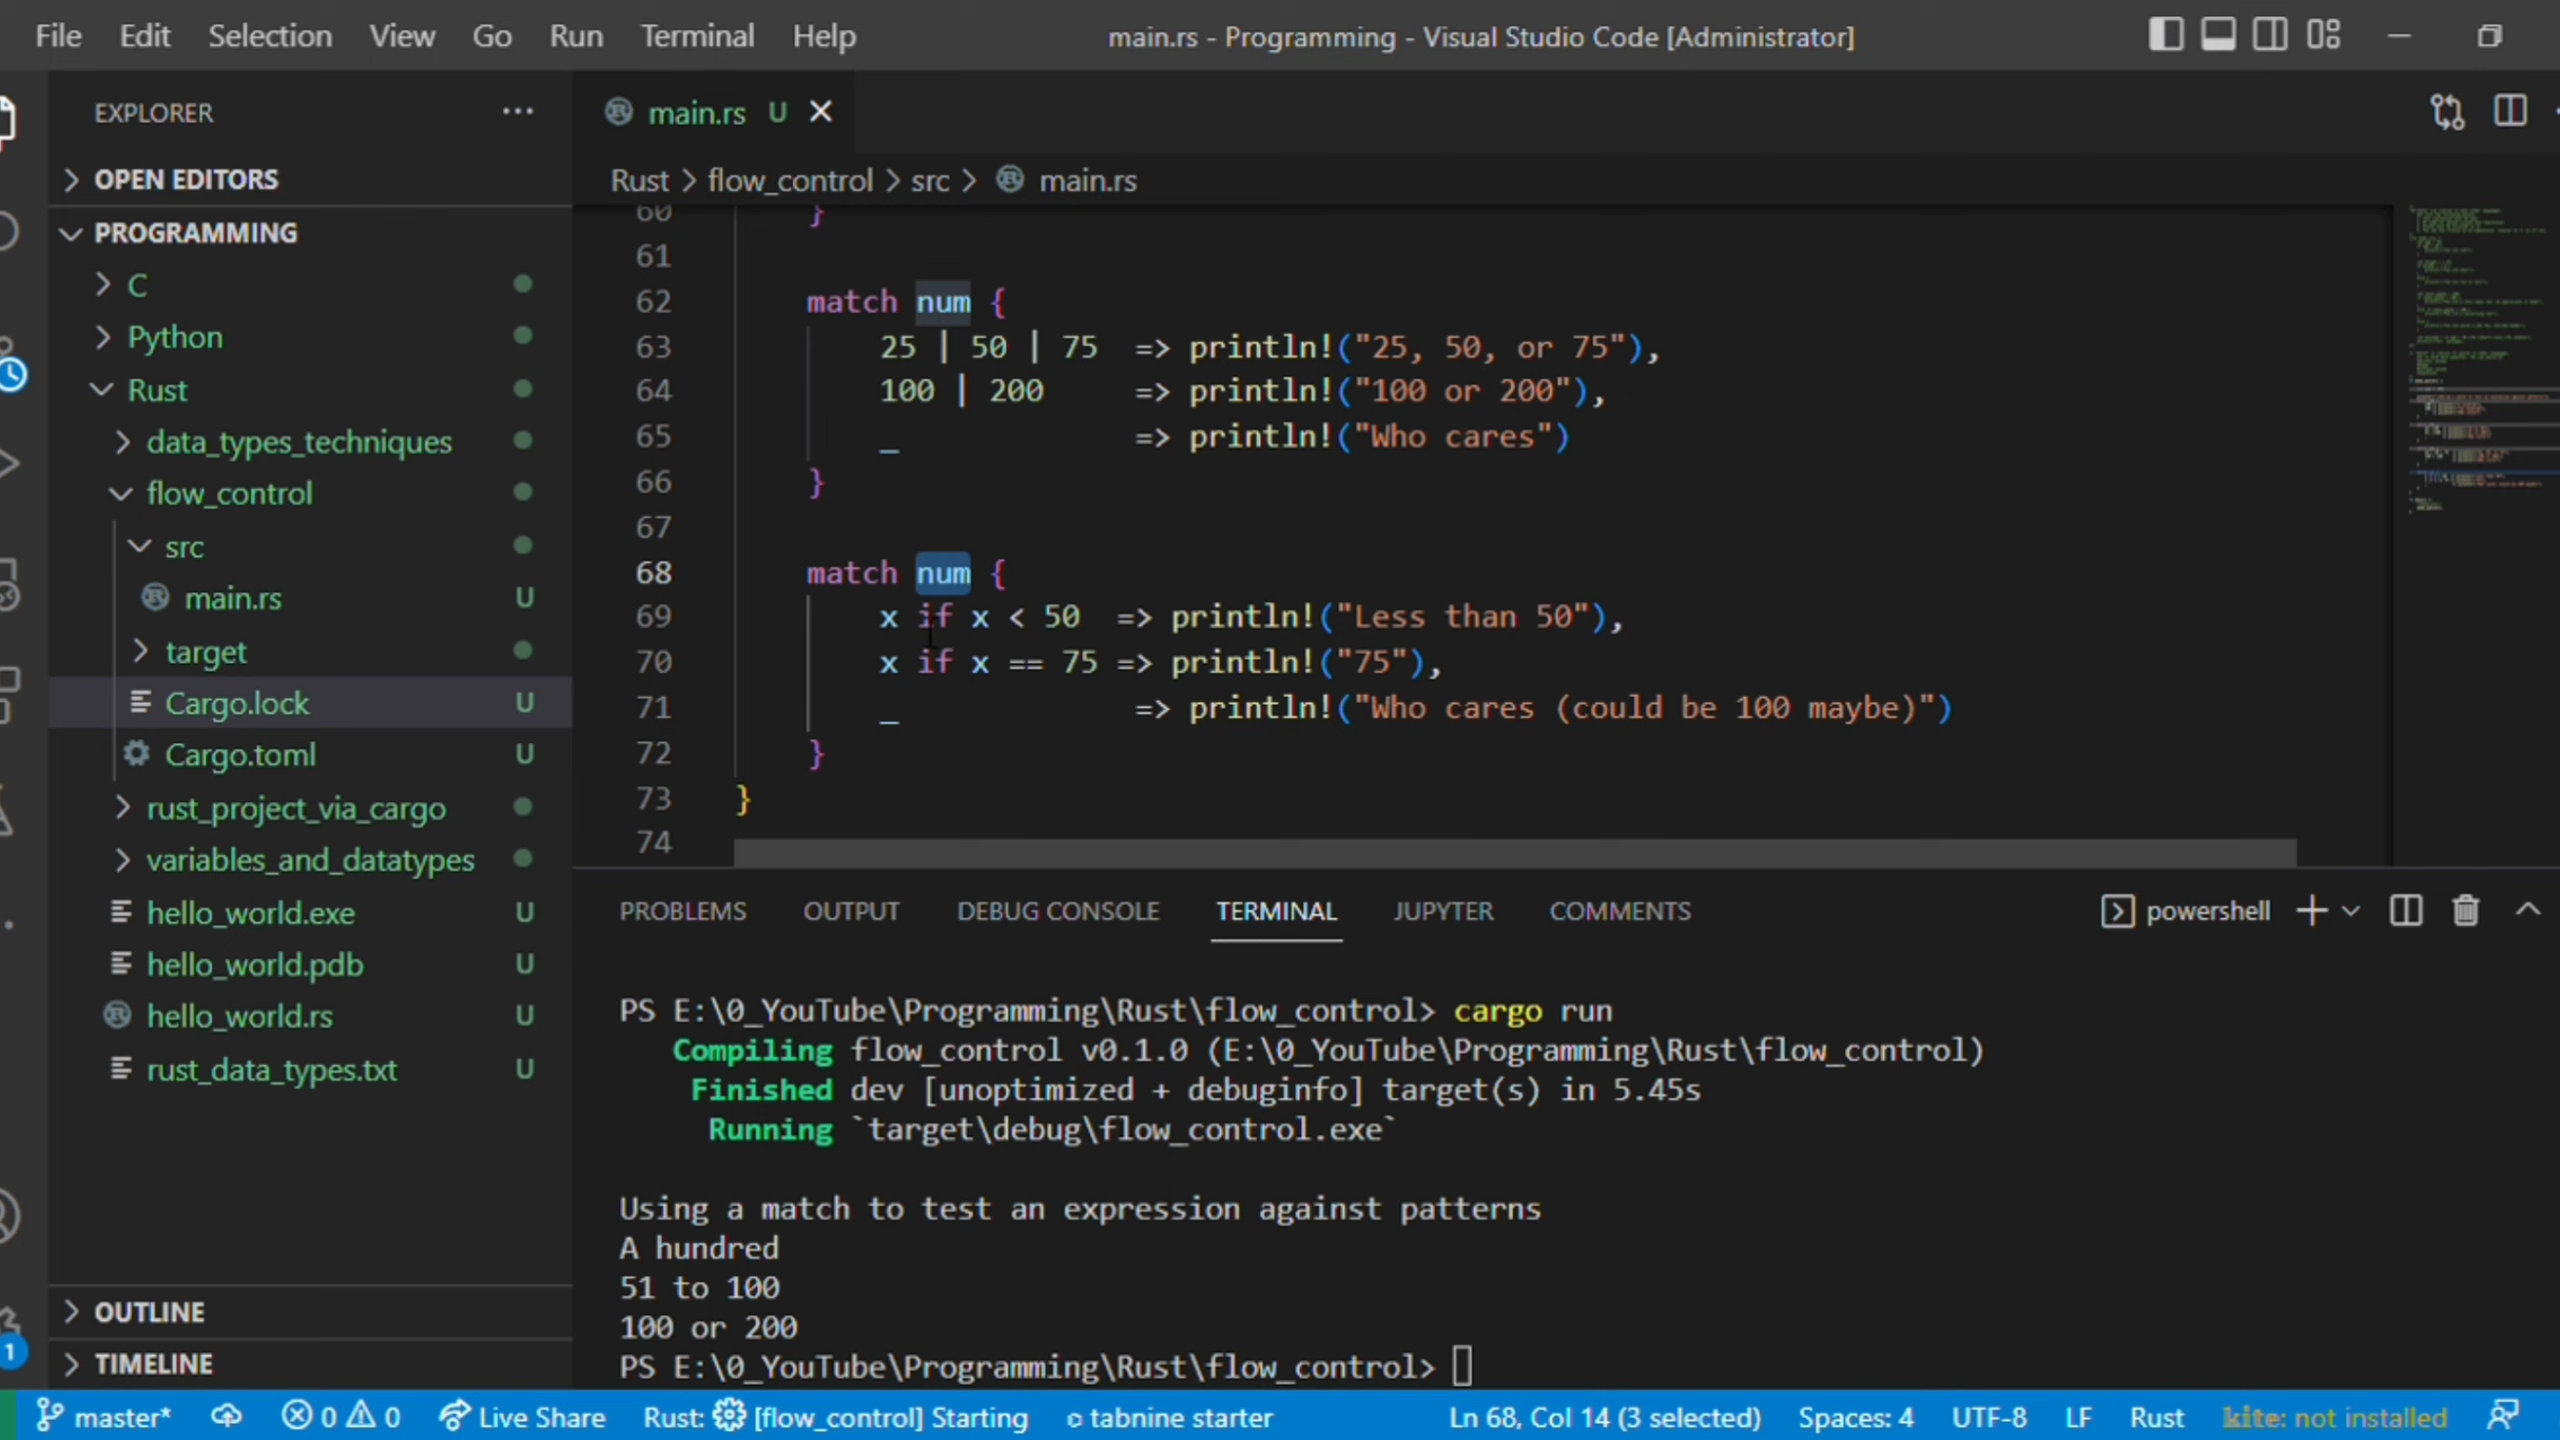 File Edit Selection View Go Run Terminal Help main.rs - Programming - Visual Studio Code [Administrator]
EXPLORER ...
OPEN EDITORS
PROGRAMMING
C
Python
Rust
data_types_techniques
flow_control
src
main.rs U
target
Cargo.lock U
Cargo.toml U
rust_project_via_cargo
variables_and_datatypes
hello_world.exe U
hello_world.pdb U
hello_world.rs U
rust_data_types.txt U
OUTLINE
TIMELINE
1
main.rs U
Rust > flow_control > src > main.rs
60 }
61
62 match num {
63 25 | 50 | 75 => println!("25, 50, or 75"),
64 100 | 200 => println!("100 or 200"),
65 _ => println!("Who cares")
66 }
67
68 match num {
69 x if x < 50 => println!("Less than 50"),
70 x if x == 75 => println!("75"),
71 _ => println!("Who cares (could be 100 maybe)")
72 }
73 }
74
PROBLEMS OUTPUT DEBUG CONSOLE TERMINAL JUPYTER COMMENTS powershell
PS E:\0_YouTube\Programming\Rust\flow_control> cargo run
Compiling flow_control v0.1.0 (E:\0_YouTube\Programming\Rust\flow_control)
Finished dev [unoptimized + debuginfo] target(s) in 5.45s
Running `target\debug\flow_control.exe`
Using a match to test an expression against patterns
A hundred
51 to 100
100 or 200
PS E:\0_YouTube\Programming\Rust\flow_control>
master* 0 0 Live Share Rust: [flow_control] Starting tabnine starter Ln 68, Col 14 (3 selected) Spaces: 4 UTF-8 LF Rust kite: not installed